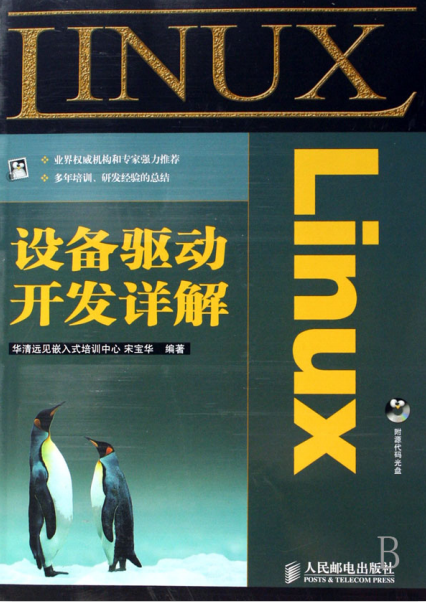 LINUX
业界权威机构和专家强力推荐
多年培训、研发经验的总结
Linux
设备驱动
开发详解
华清远见嵌入式培训中心 宋宝华 编著
附源代码光盘
人民邮电出版社
POSTS & TELECOM PRESS
B